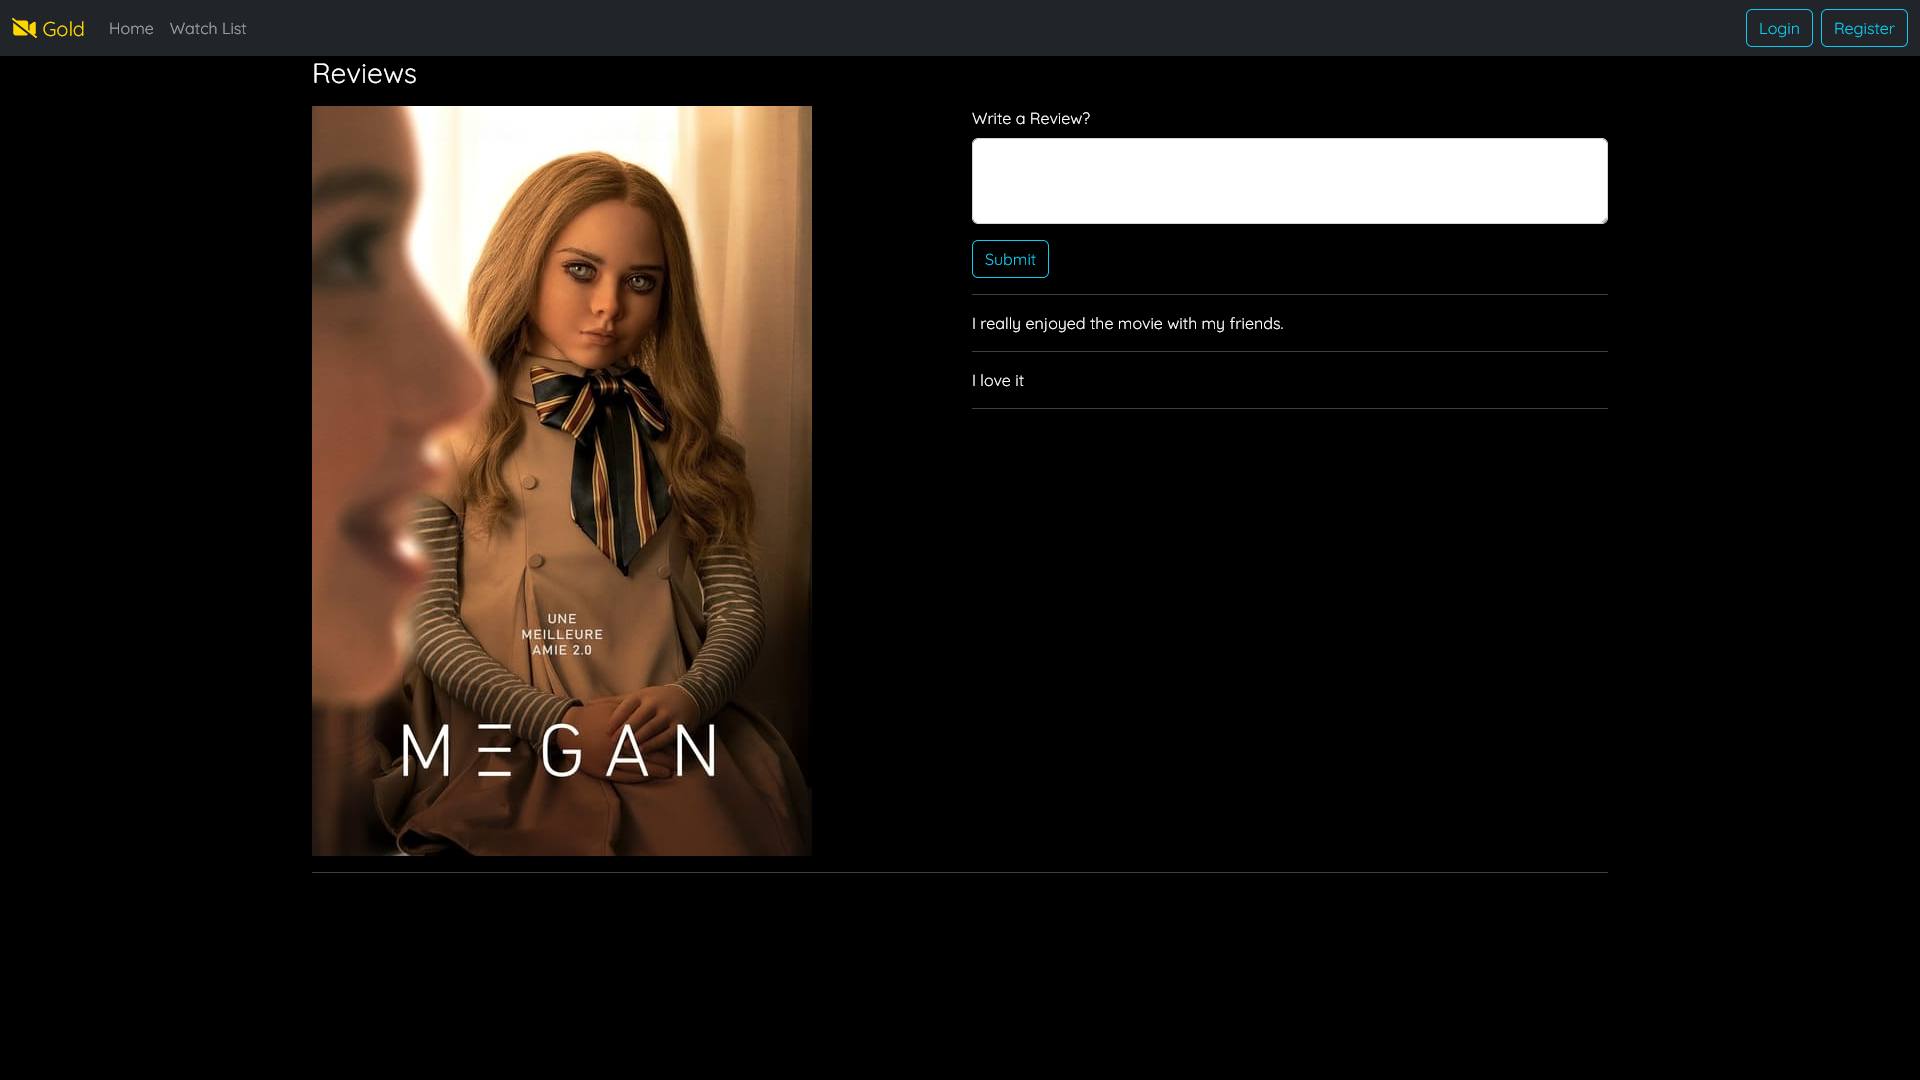 Gold
Home
Watch List
Login
Register
Reviews
Write a Review?
Submit
I really enjoyed the movie with my friends.
I love it
UNE
MEILLEURE
AMIE 2.0
MEGAN